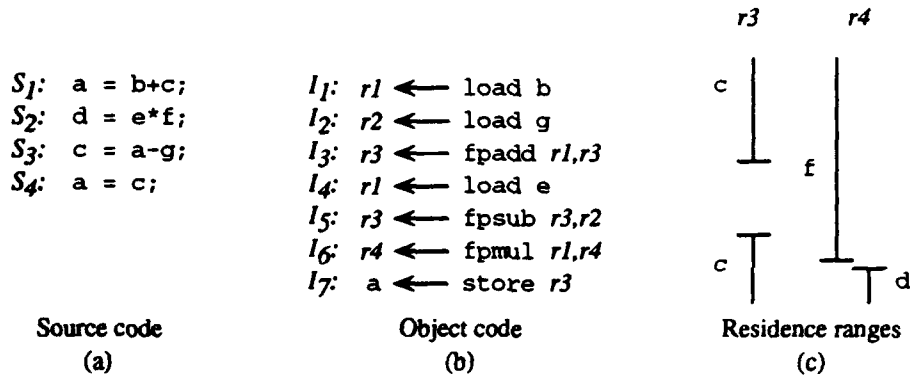 r3 r4
S1: a = b+c;
S2: d = e*f;
S3: c = a-g;
S4: a = c;
Source code
(a)
I1: r1 ← load b
I2: r2 ← load g
I3: r3 ← fpadd r1,r3
I4: r1 ← load e
I5: r3 ← fpsub r3,r2
I6: r4 ← fpmul r1,r4
I7: a ← store r3
Object code
(b)
c
f
c
d
Residence ranges
(c)